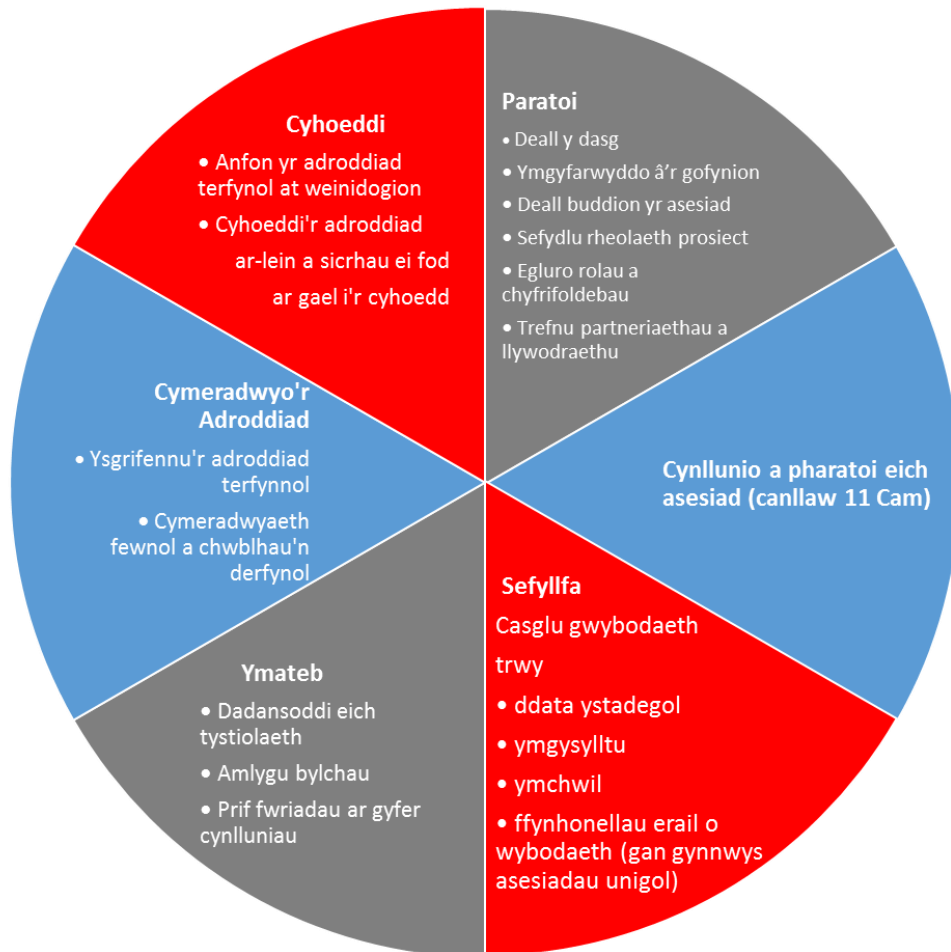 Paratoi
• Deall y dasg
• Ymgyfarwyddo â'r gofynion
• Deall buddion yr asesiad
• Sefydlu rheolaeth prosiect
• Egluro rolau a
chyfrifoldebau
• Trefnu partneriaethau a
llywodraethu
Cynllunio a pharatoi eich
asesiad (canllaw 11 Cam)
Sefyllfa
Casglu gwybodaeth
trwy
• ddata ystadegol
• ymgysylltu
• ymchwil
• ffynhonellau erail o
wybodaeth (gan gynnwys
asesiadau unigol)
Ymateb
• Dadansoddi eich
tystiolaeth
• Amlygu bylchau
• Prif fwriadau ar gyfer
cynlluniau
Cymeradwyo'r
Adroddiad
• Ysgrifennu'r adroddiad
terfynnol
• Cymeradwyaeth
fewnol a chwblhau'n
derfynol
Cyhoeddi
• Anfon yr adroddiad
terfynol at weinidogion
• Cyhoeddi'r adroddiad
ar-lein a sicrhau ei fod
ar gael i'r cyhoedd